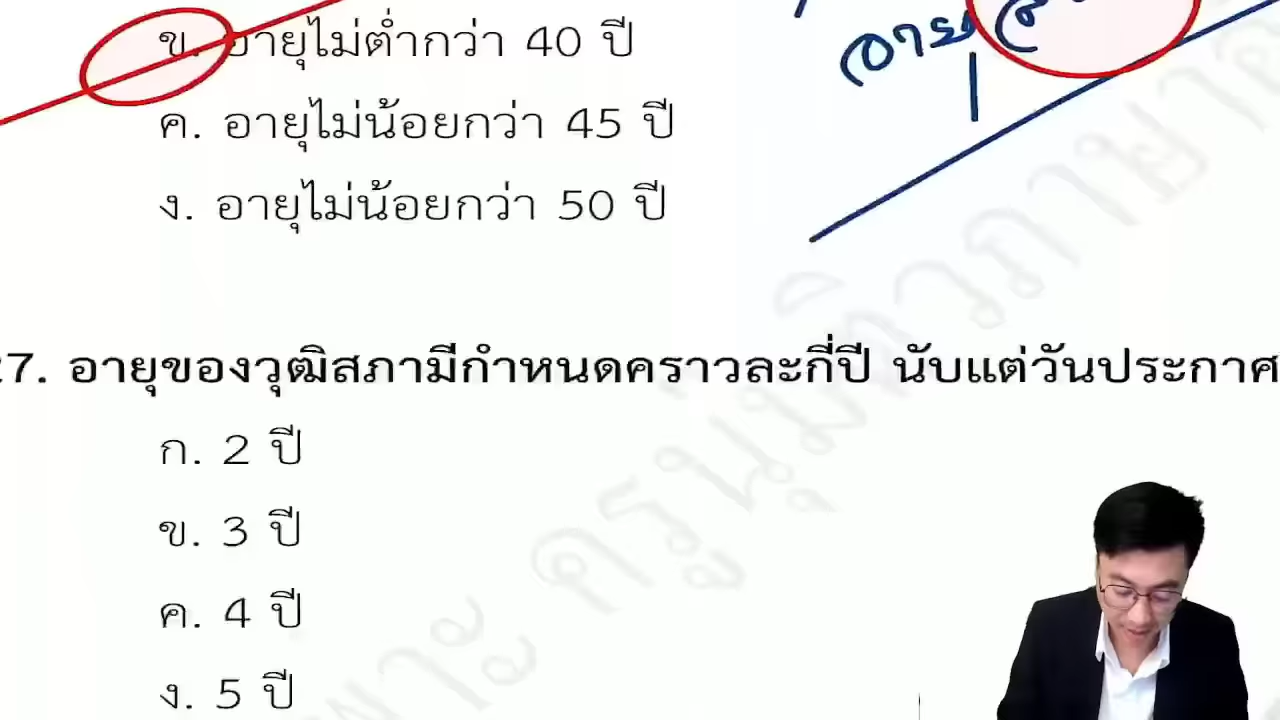 ข. อายุไม่ต่ำกว่า 40 ปี
อายุ
ค. อายุไม่น้อยกว่า 45 ปี
ง. อายุไม่น้อยกว่า 50 ปี
7. อายุของวุฒิสภามีกำหนดคราวละกี่ปี นับแต่วันประกาศ
ก. 2 ปี
ข. 3 ปี
ค. 4 ปี
ง. 5 ปี